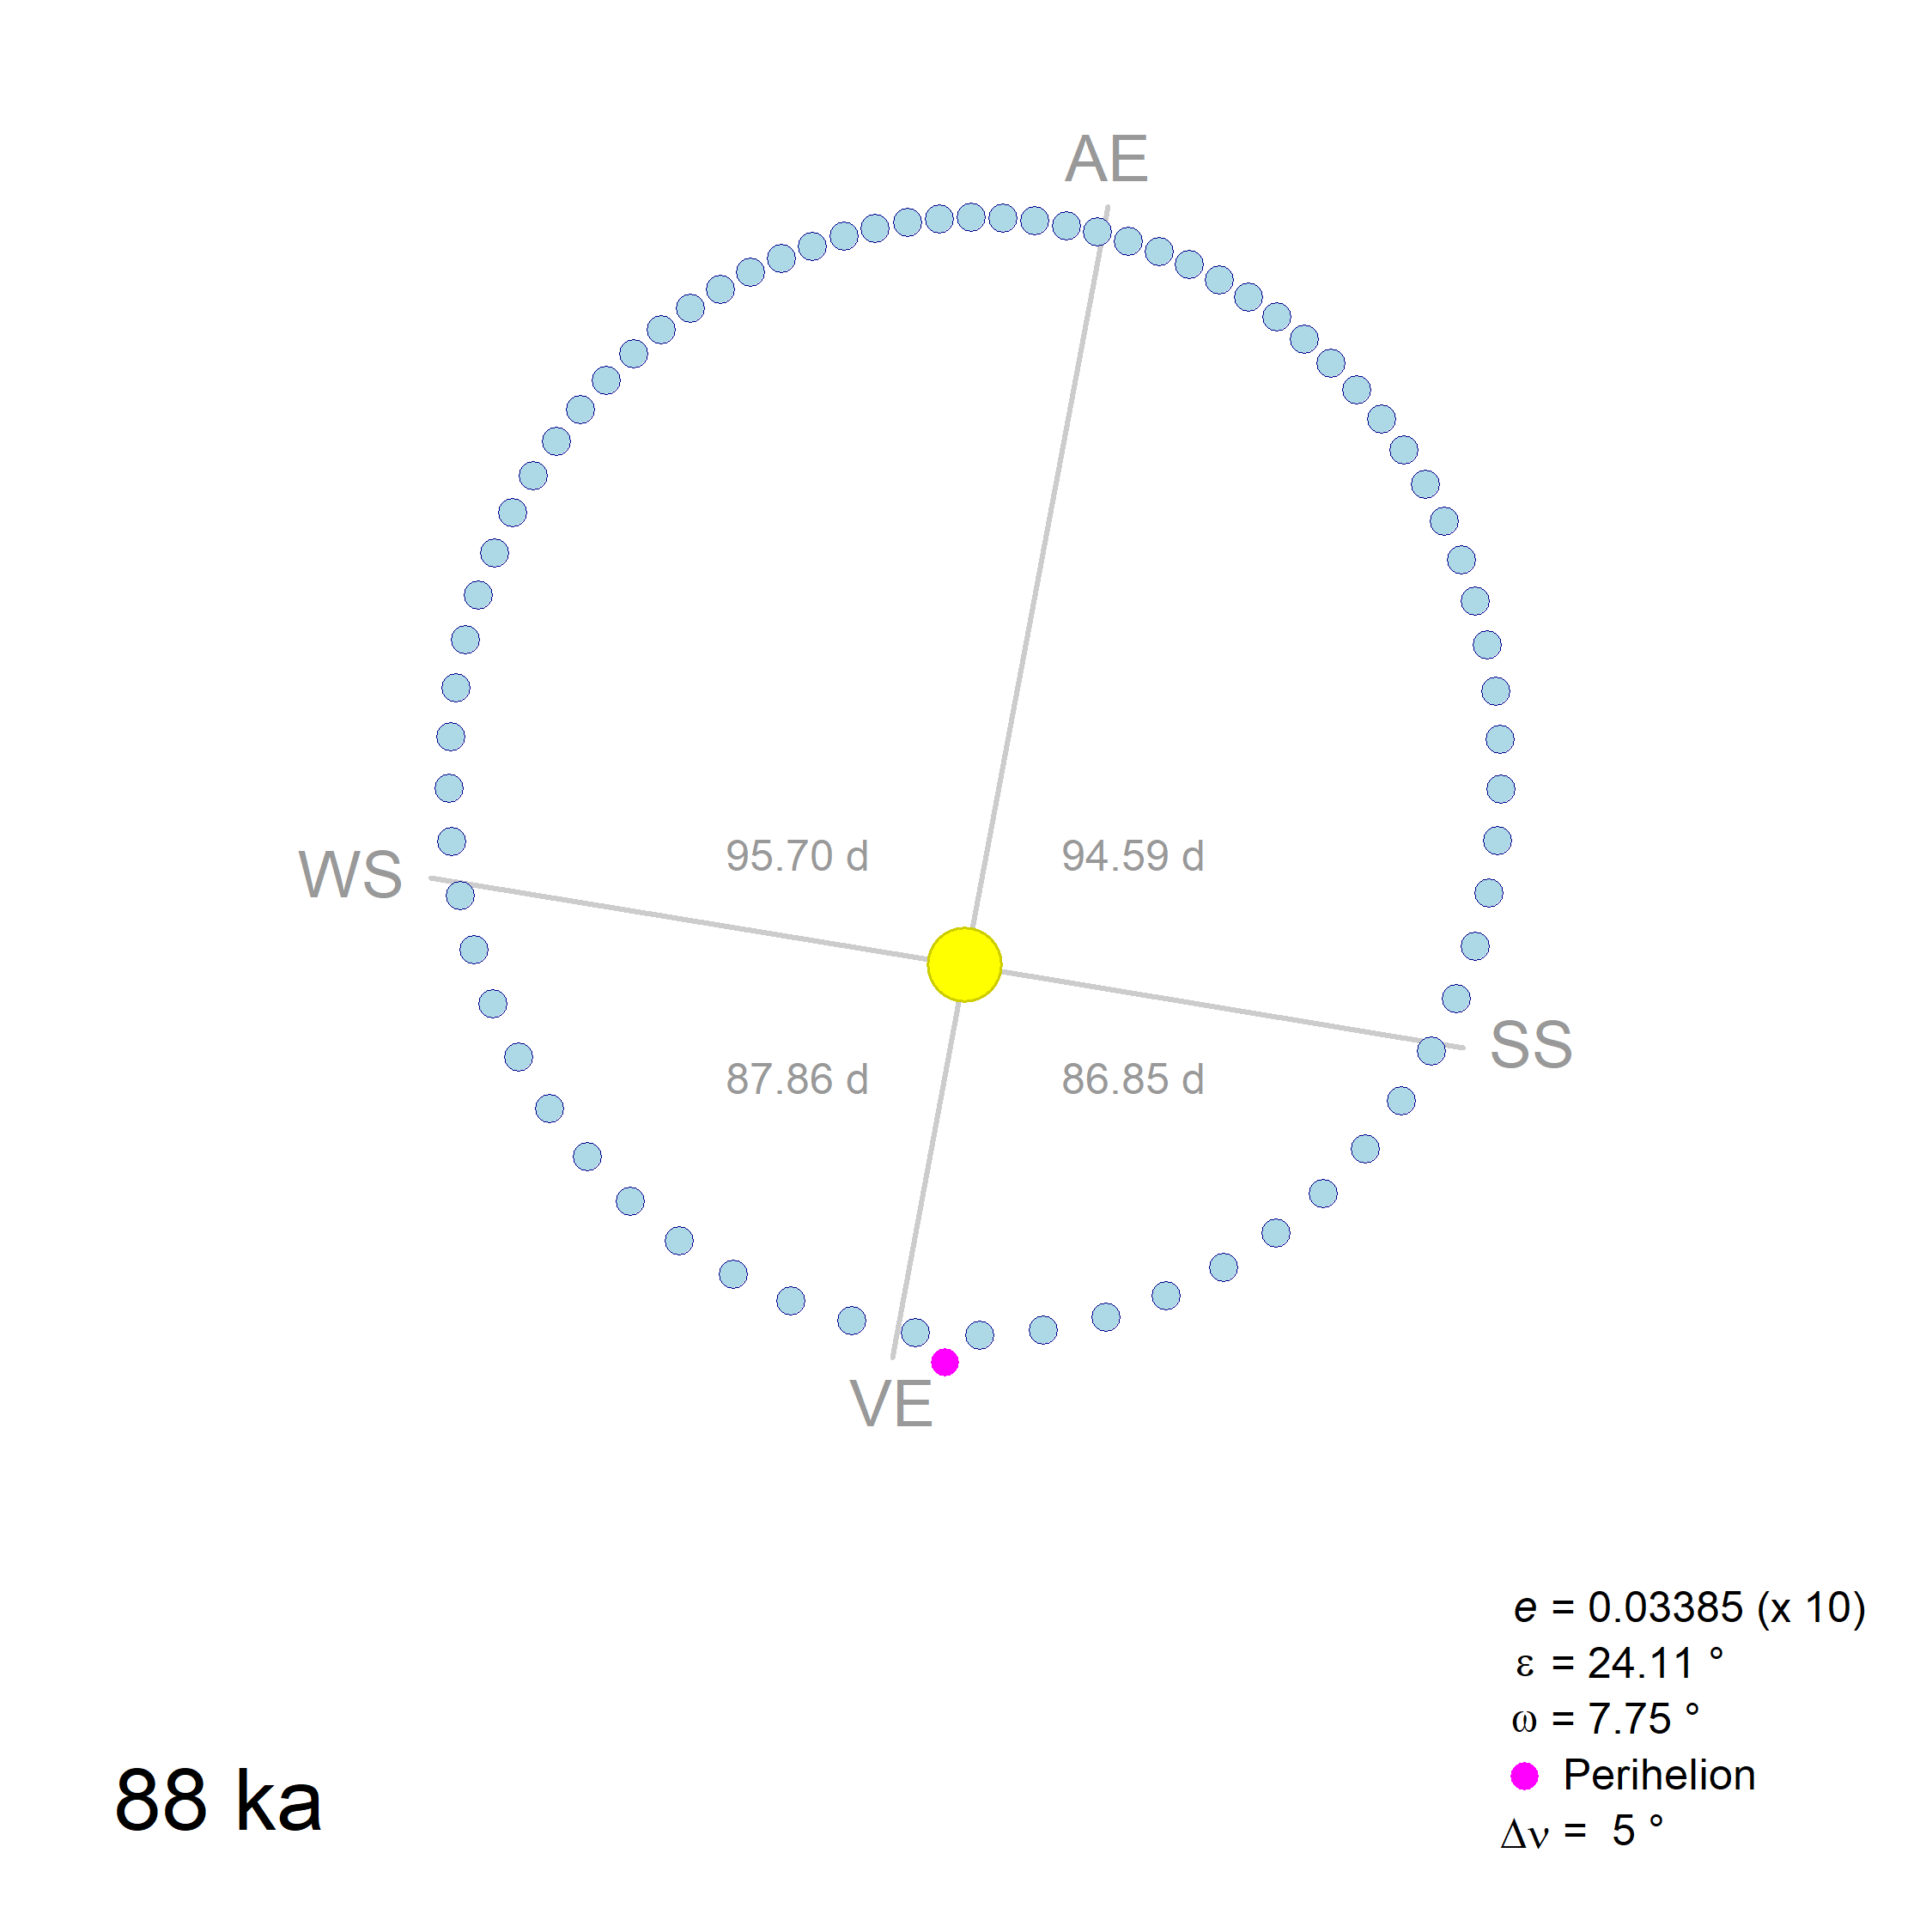 AE
95.70 d
94.59 d
WS
SS
87.86 d
86.85 d
VE
e = 0.03385 (x 10)
ε = 24.11 °
ω = 7.75 °
Perihelion
Δν = 5 °
88 ka